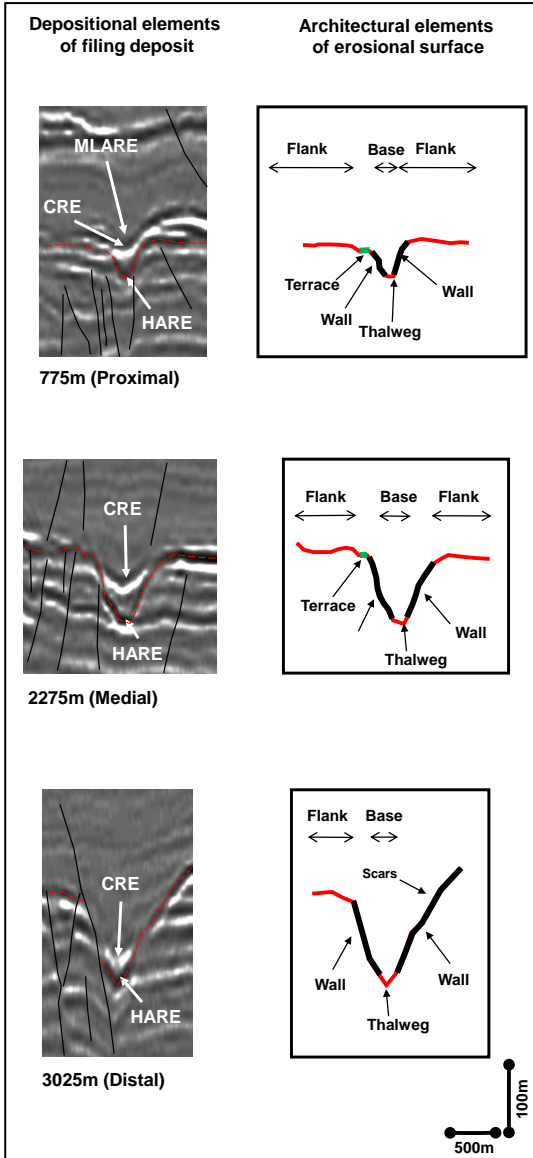 Depositional elements
of filing deposit
Architectural elements
of erosional surface
MLARE
CRE
HARE
775m (Proximal)
Flank
Base
Flank
Terrace
Wall
Thalweg
Wall
CRE
HARE
2275m (Medial)
Flank
Base
Flank
Terrace
Wall
Thalweg
CRE
HARE
3025m (Distal)
Flank
Base
Scars
Wall
Wall
Thalweg
100m
500m